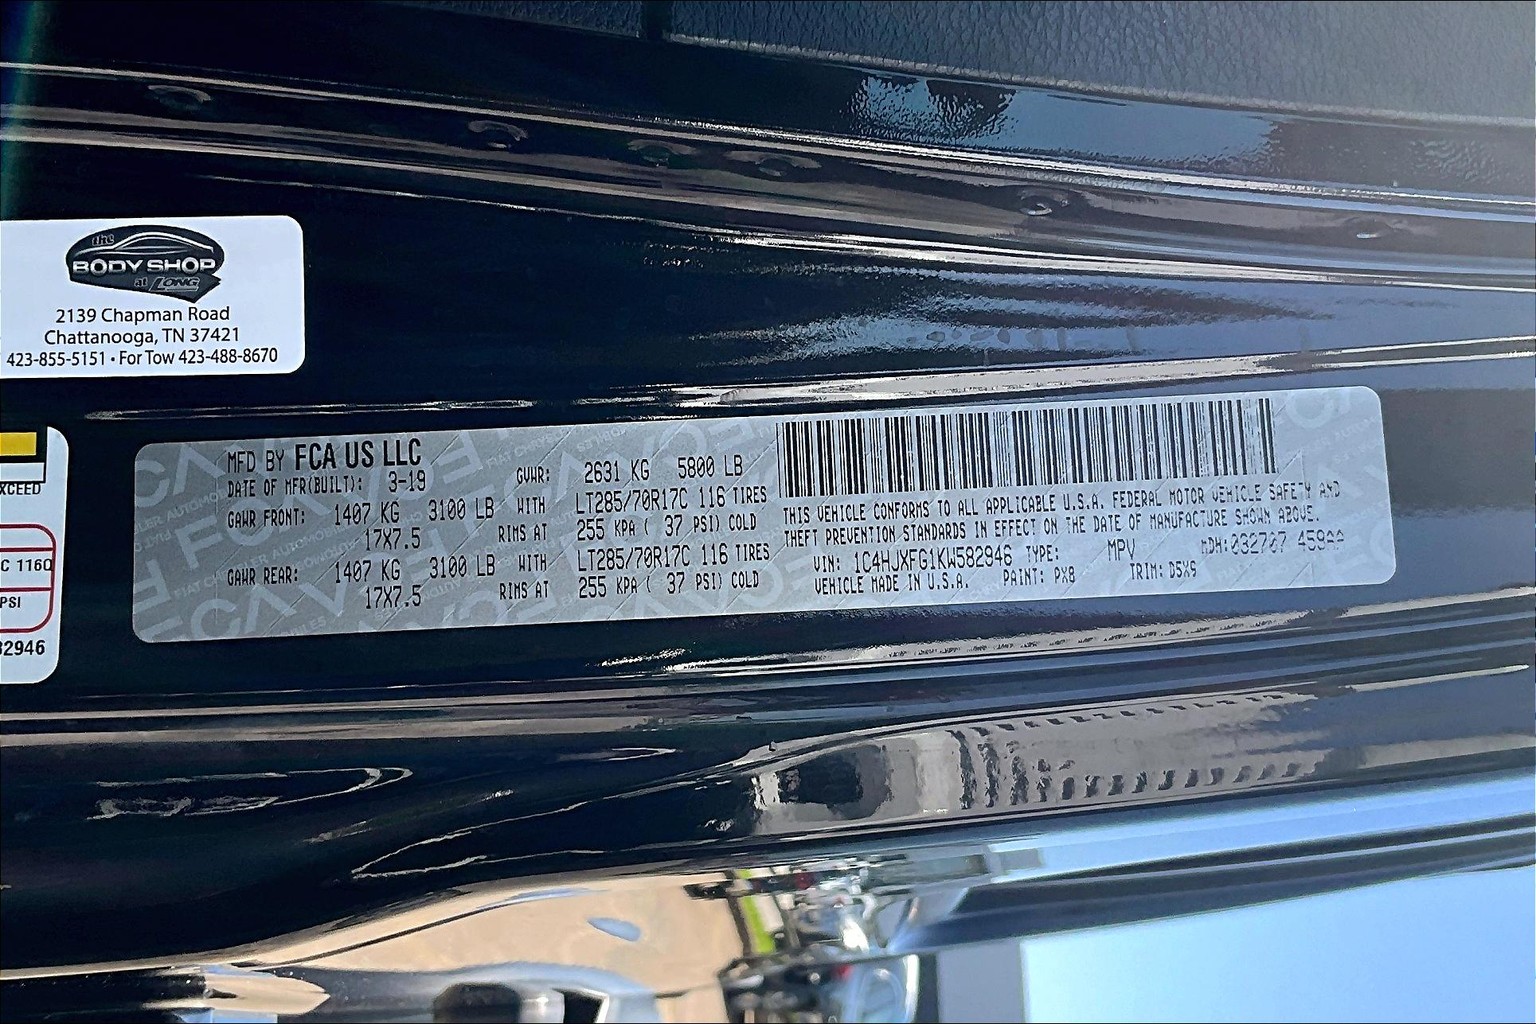 the
BODY SHOP
at LONG
2139 Chapman Road
Chattanooga, TN 37421
423-855-5151 • For Tow 423-488-8670
XCEED
C 116Q
PSI
32946
MFD BY FCA US LLC
DATE OF MFR(BUILT): 3-19
GVWR: 2631 KG 5800 LB
GAWR FRONT: 1407 KG 3100 LB WITH LT285/70R17C 116 TIRES
17X7.5 RIMS AT 255 KPA ( 37 PSI) COLD
GAWR REAR: 1407 KG 3100 LB WITH LT285/70R17C 116 TIRES
17X7.5 RIMS AT 255 KPA ( 37 PSI) COLD
THIS VEHICLE CONFORMS TO ALL APPLICABLE U.S.A. FEDERAL MOTOR VEHICLE SAFETY AND
THEFT PREVENTION STANDARDS IN EFFECT ON THE DATE OF MANUFACTURE SHOWN ABOVE.
VIN: 1C4HJXFG1KW582946 TYPE: MPV MDH:032707 459AA
VEHICLE MADE IN U.S.A. PAINT: PX8 TRIM: D5X9